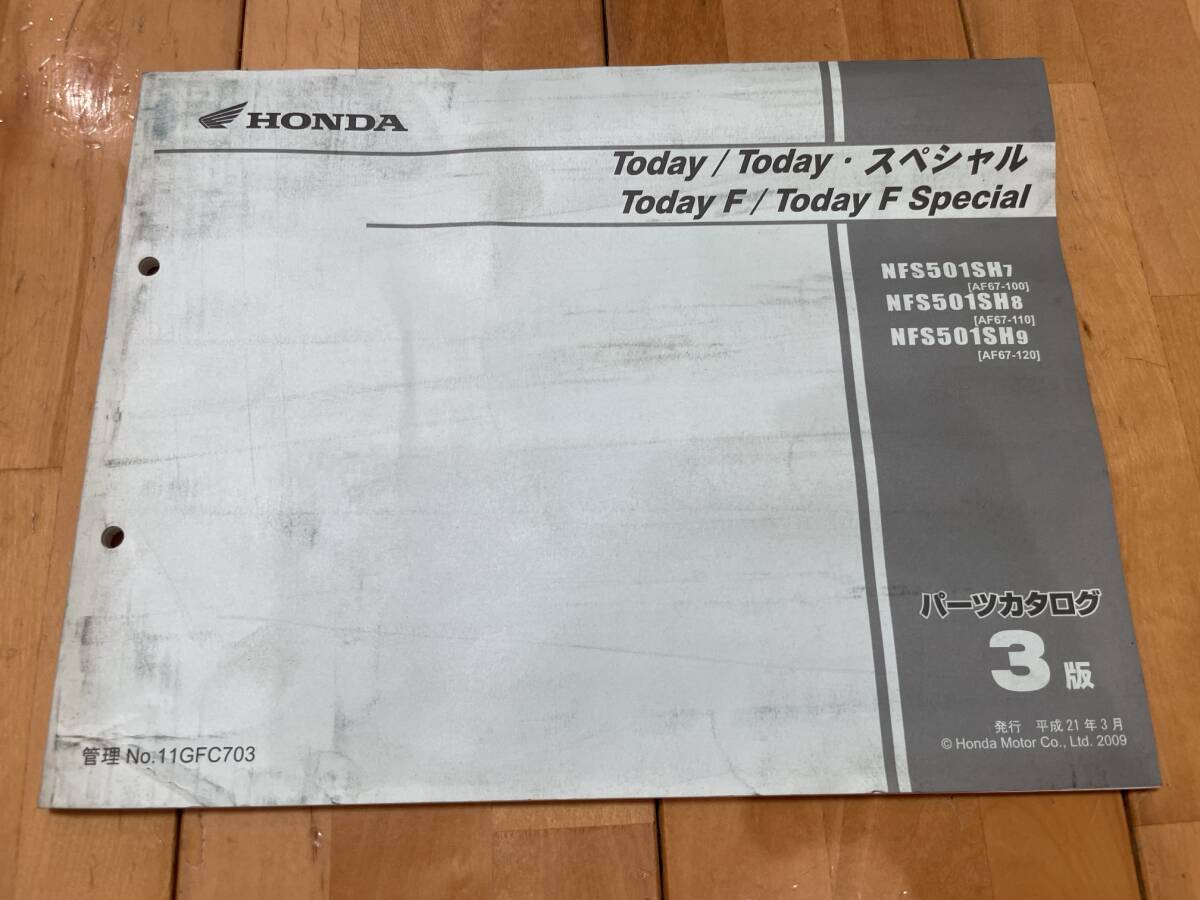 HONDA
Today / Today・スペシャル
Today F / Today F Special
NFS501SH7
[AF67-100]
NFS501SH8
[AF67-110]
NFS501SH9
[AF67-120]
パーツカタログ
3版
発行 平成21年3月
© Honda Motor Co., Ltd. 2009
管理 No.11GFC703